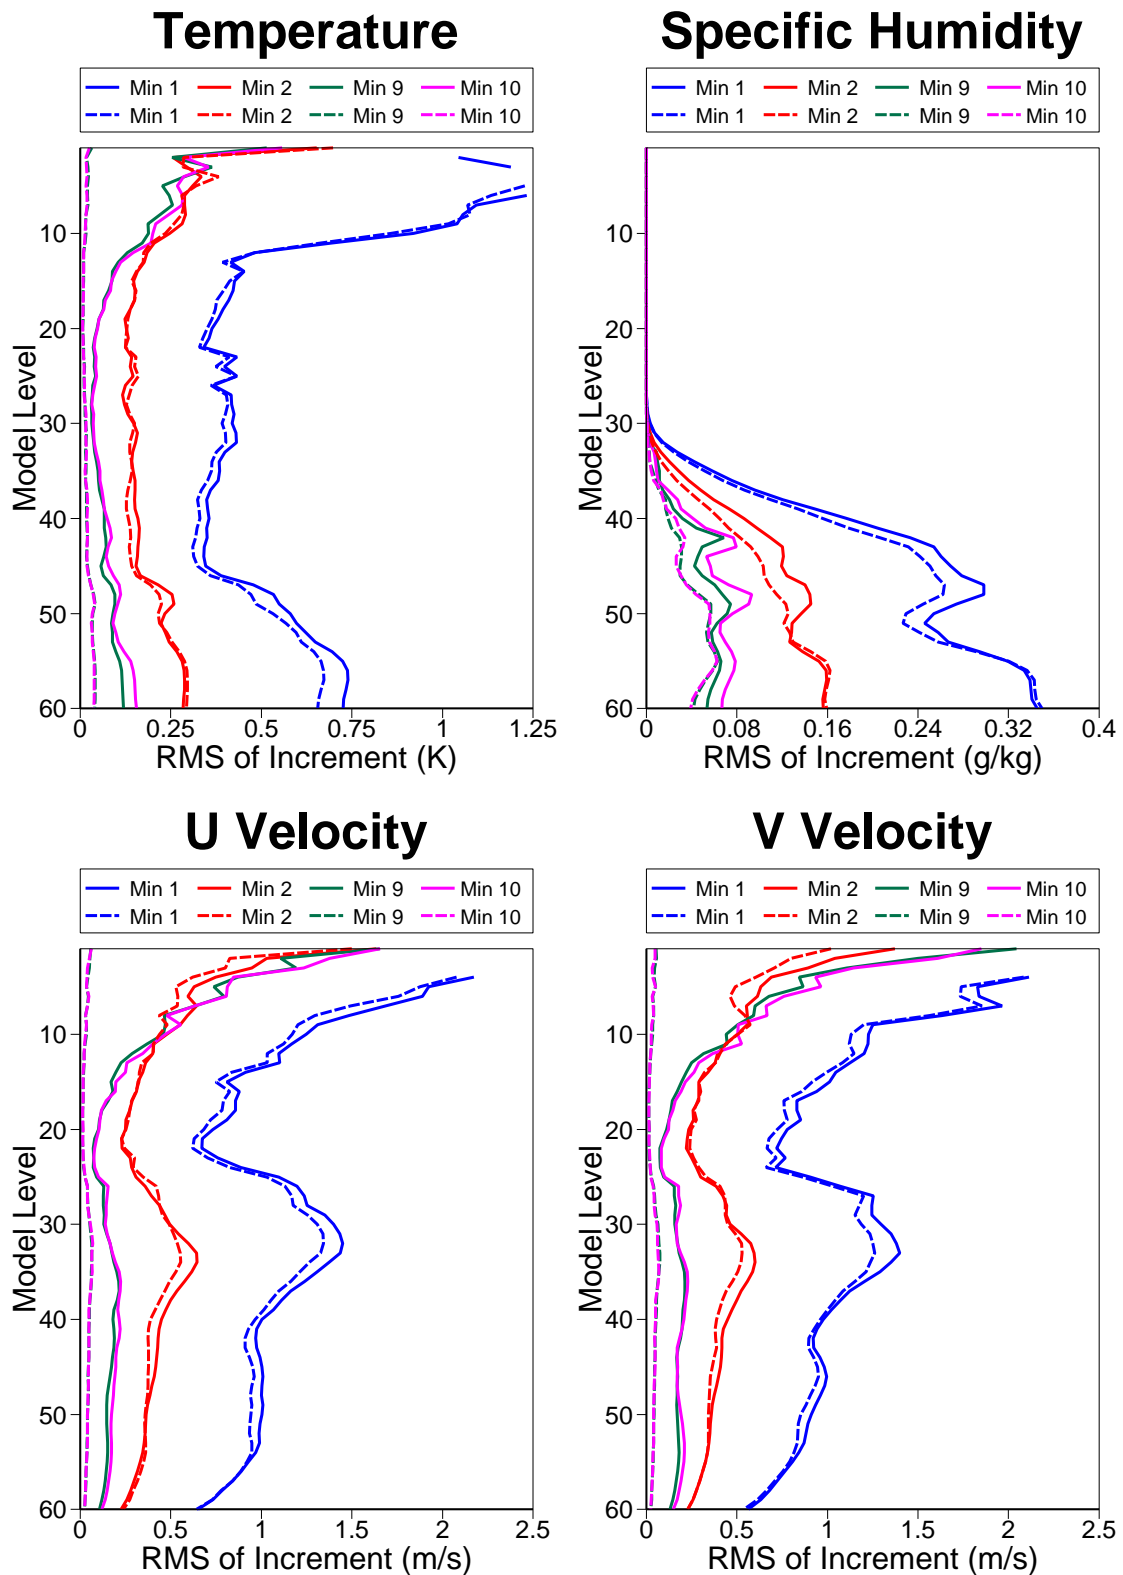 Temperature
Min 1 Min 2 Min 9 Min 10
Min 1 Min 2 Min 9 Min 10
10
20
30
40
50
60
Model Level
0 0.25 0.5 0.75 1 1.25
RMS of Increment (K)
Specific Humidity
Min 1 Min 2 Min 9 Min 10
Min 1 Min 2 Min 9 Min 10
10
20
30
40
50
60
Model Level
0 0.08 0.16 0.24 0.32 0.4
RMS of Increment (g/kg)
U Velocity
Min 1 Min 2 Min 9 Min 10
Min 1 Min 2 Min 9 Min 10
10
20
30
40
50
60
Model Level
0 0.5 1 1.5 2 2.5
RMS of Increment (m/s)
V Velocity
Min 1 Min 2 Min 9 Min 10
Min 1 Min 2 Min 9 Min 10
10
20
30
40
50
60
Model Level
0 0.5 1 1.5 2 2.5
RMS of Increment (m/s)